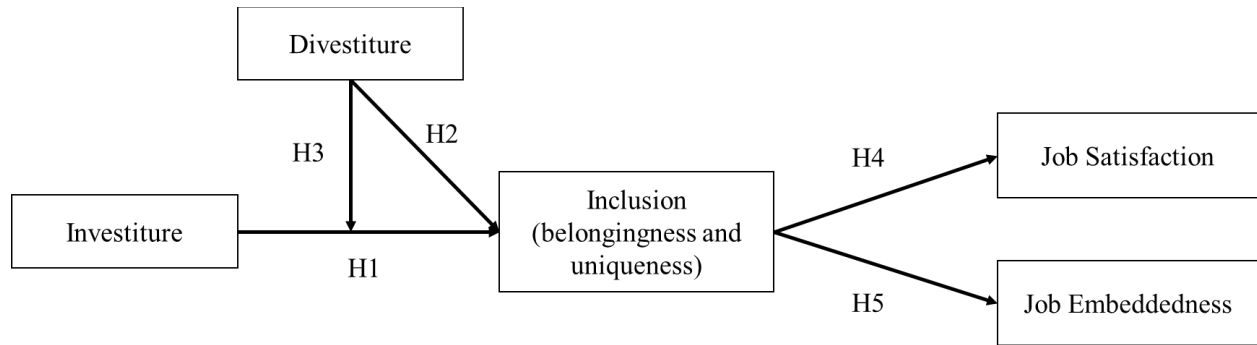 Divestiture
H3
H2
H4
Job Satisfaction
Investiture
Inclusion
(belongingness and
uniqueness)
H1
H5
Job Embeddedness